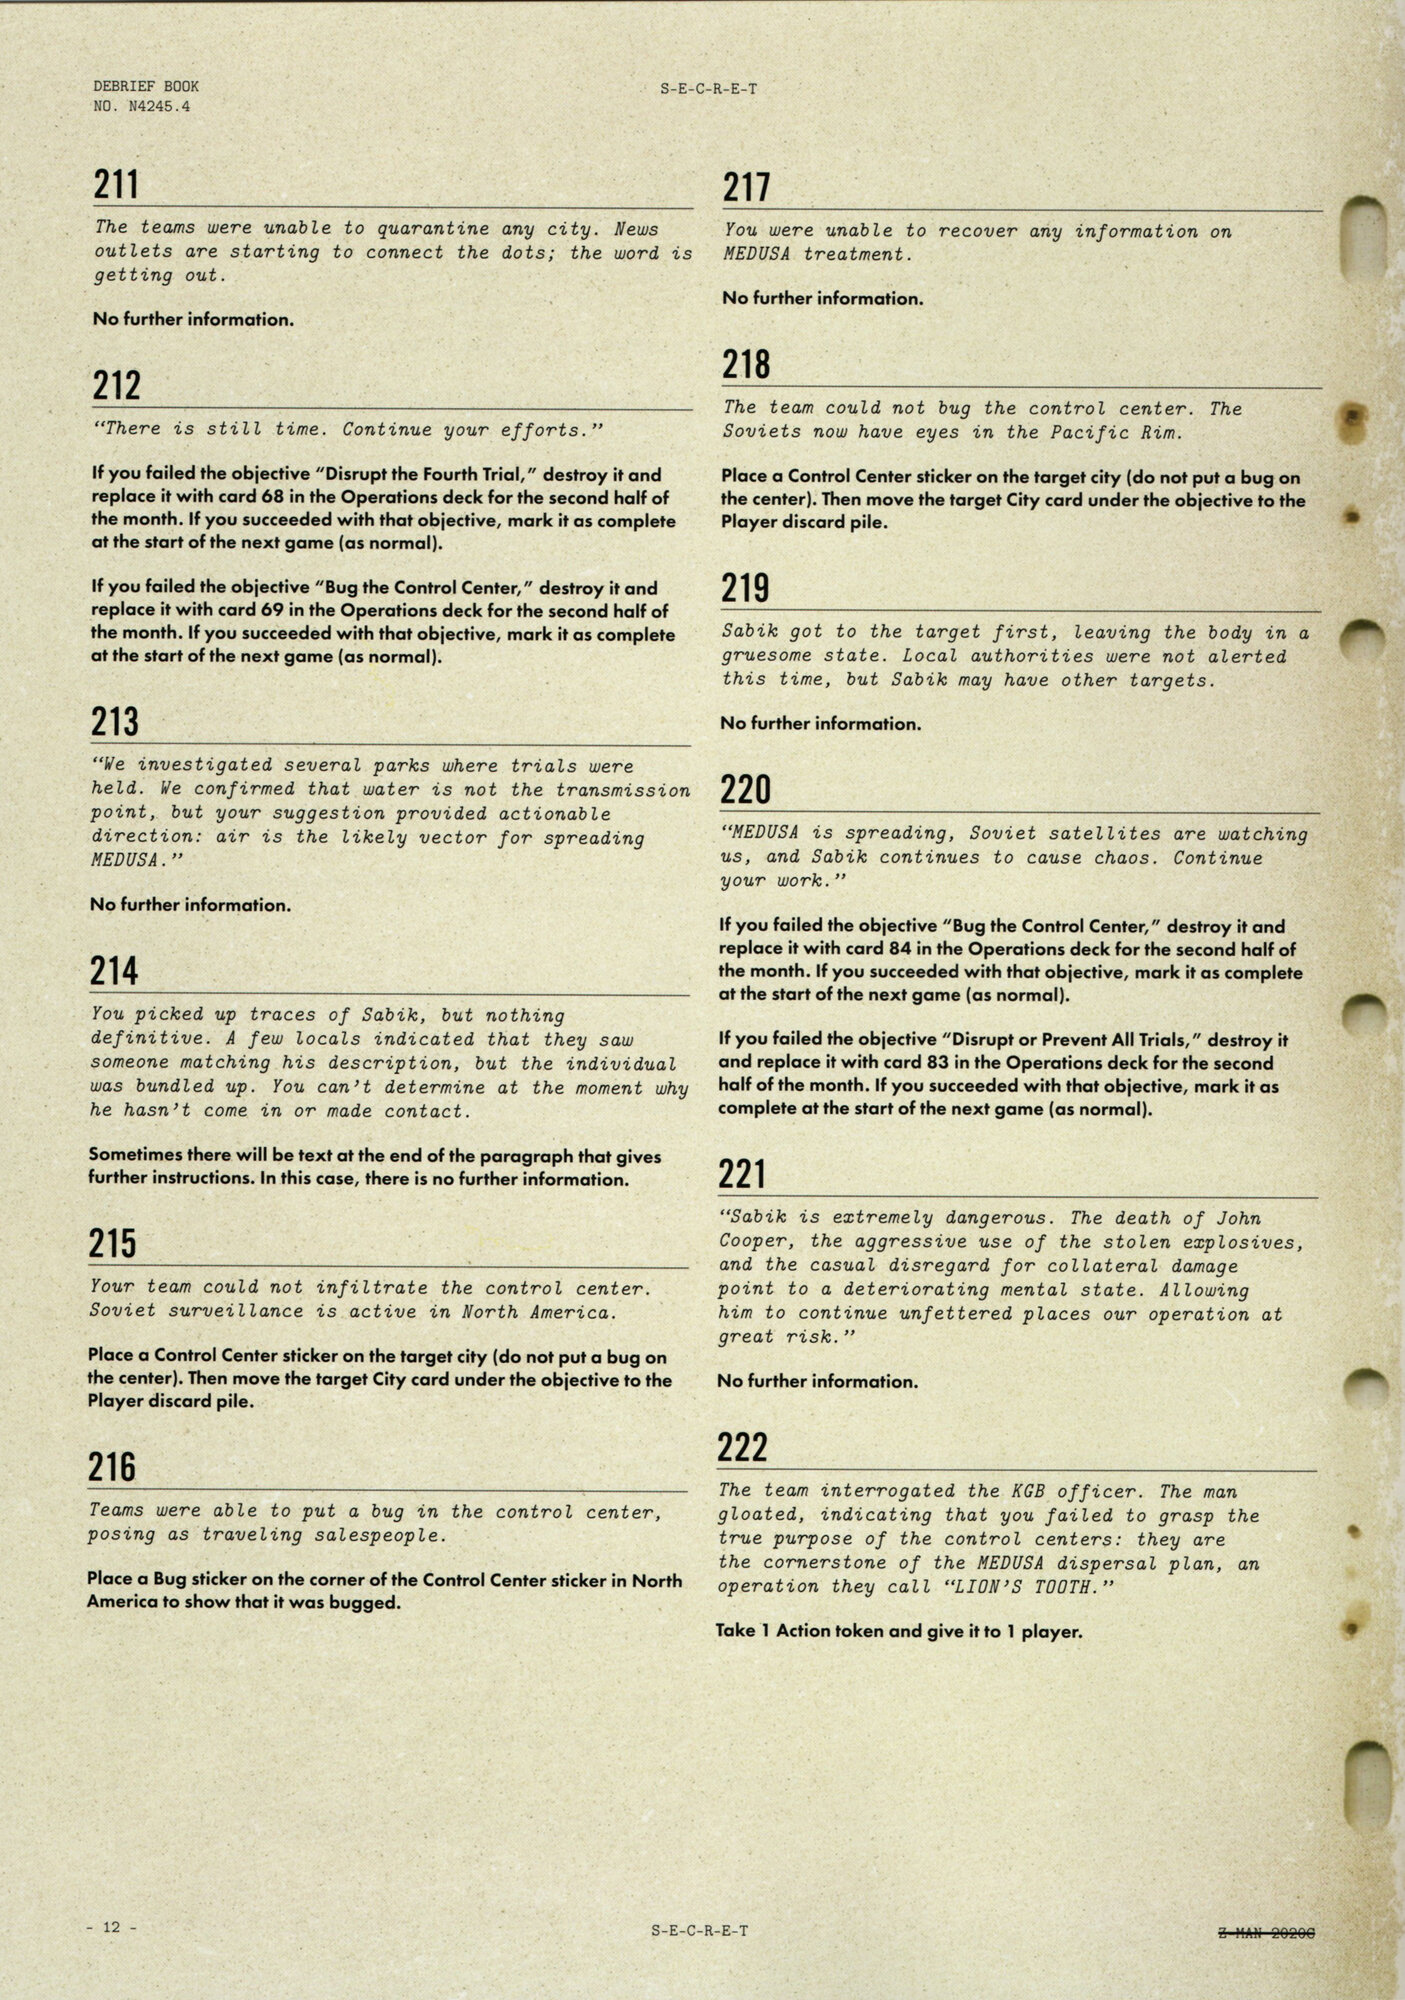 DEBRIEF BOOK
NO. N4245.4
S-E-C-R-E-T
211
The teams were unable to quarantine any city. News
outlets are starting to connect the dots; the word is
getting out.
No further information.
212
“There is still time. Continue your efforts.”
If you failed the objective “Disrupt the Fourth Trial,” destroy it and
replace it with card 68 in the Operations deck for the second half of
the month. If you succeeded with that objective, mark it as complete
at the start of the next game (as normal).
If you failed the objective “Bug the Control Center,” destroy it and
replace it with card 69 in the Operations deck for the second half of
the month. If you succeeded with that objective, mark it as complete
at the start of the next game (as normal).
213
“We investigated several parks where trials were
held. We confirmed that water is not the transmission
point, but your suggestion provided actionable
direction: air is the likely vector for spreading
MEDUSA.”
No further information.
214
You picked up traces of Sabik, but nothing
definitive. A few locals indicated that they saw
someone matching his description, but the individual
was bundled up. You can’t determine at the moment why
he hasn’t come in or made contact.
Sometimes there will be text at the end of the paragraph that gives
further instructions. In this case, there is no further information.
215
Your team could not infiltrate the control center.
Soviet surveillance is active in North America.
Place a Control Center sticker on the target city (do not put a bug on
the center). Then move the target City card under the objective to the
Player discard pile.
216
Teams were able to put a bug in the control center,
posing as traveling salespeople.
Place a Bug sticker on the corner of the Control Center sticker in North
America to show that it was bugged.
217
You were unable to recover any information on
MEDUSA treatment.
No further information.
218
The team could not bug the control center. The
Soviets now have eyes in the Pacific Rim.
Place a Control Center sticker on the target city (do not put a bug on
the center). Then move the target City card under the objective to the
Player discard pile.
219
Sabik got to the target first, leaving the body in a
gruesome state. Local authorities were not alerted
this time, but Sabik may have other targets.
No further information.
220
“MEDUSA is spreading, Soviet satellites are watching
us, and Sabik continues to cause chaos. Continue
your work.”
If you failed the objective “Bug the Control Center,” destroy it and
replace it with card 84 in the Operations deck for the second half of
the month. If you succeeded with that objective, mark it as complete
at the start of the next game (as normal).
If you failed the objective “Disrupt or Prevent All Trials,” destroy it
and replace it with card 83 in the Operations deck for the second
half of the month. If you succeeded with that objective, mark it as
complete at the start of the next game (as normal).
221
“Sabik is extremely dangerous. The death of John
Cooper, the aggressive use of the stolen explosives,
and the casual disregard for collateral damage
point to a deteriorating mental state. Allowing
him to continue unfettered places our operation at
great risk.”
No further information.
222
The team interrogated the KGB officer. The man
gloated, indicating that you failed to grasp the
true purpose of the control centers: they are
the cornerstone of the MEDUSA dispersal plan, an
operation they call “LION’S TOOTH.”
Take 1 Action token and give it to 1 player.
- 12 -
S-E-C-R-E-T
Z-MAN 2020G